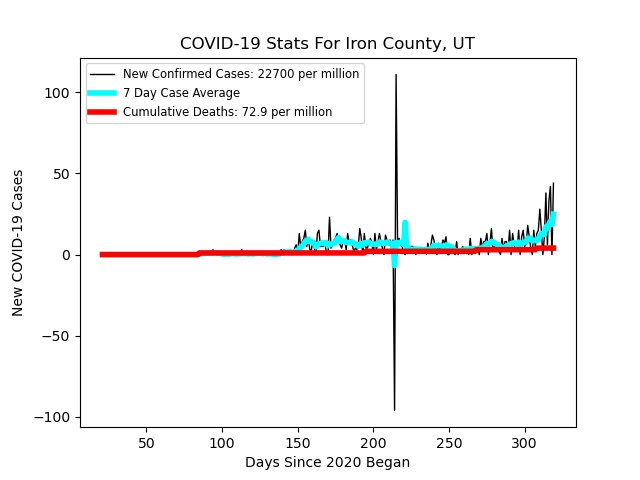 COVID-19 Stats For Iron County, UT
New Confirmed Cases: 22700 per million
7 Day Case Average
Cumulative Deaths: 72.9 per million
New COVID-19 Cases
100
50
0
−50
−100
50 100 150 200 250 300
Days Since 2020 Began